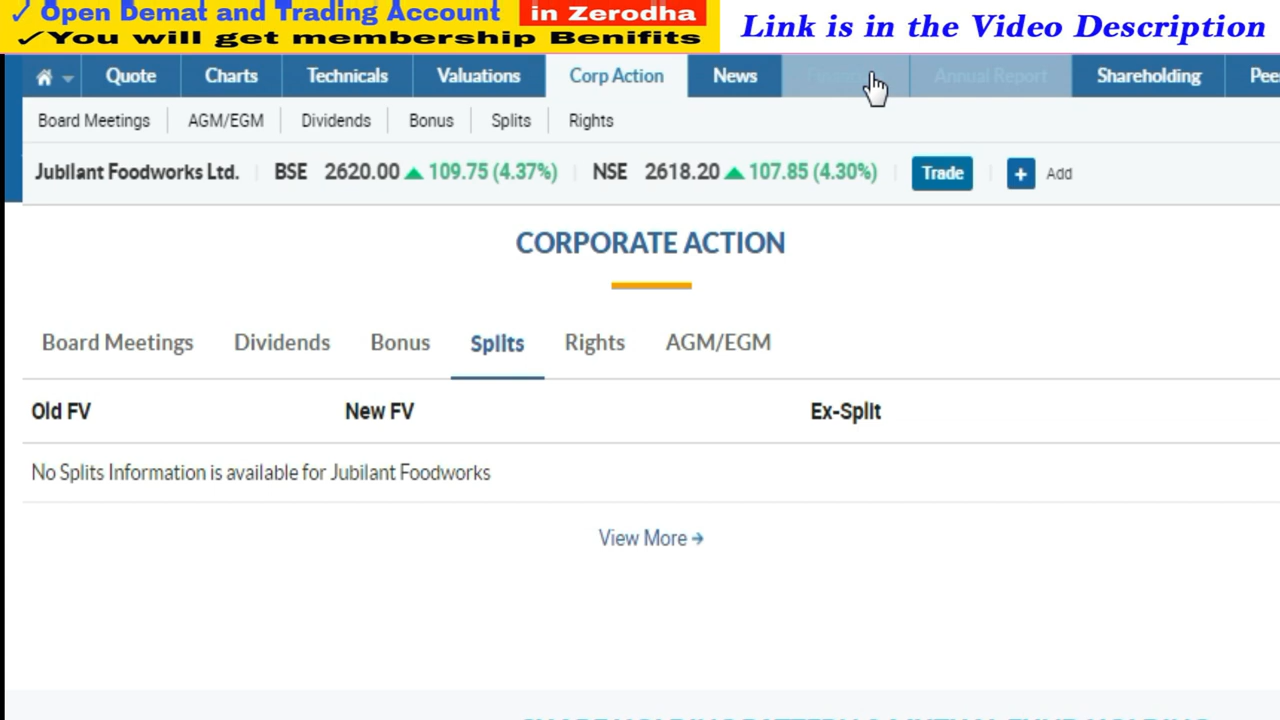 ✓ Open Demat and Trading Account in Zerodha
✓You will get membership Benifits
Link is in the Video Description
Quote Charts Technicals Valuations Corp Action News Annual Report Shareholding
Board Meetings AGM/EGM Dividends Bonus Splits Rights
Jubilant Foodworks Ltd. BSE 2620.00 ▲ 109.75 (4.37%) NSE 2618.20 ▲ 107.85 (4.30%) Trade + Add
CORPORATE ACTION
Board Meetings Dividends Bonus Splits Rights AGM/EGM
Old FV New FV Ex-Split
No Splits Information is available for Jubilant Foodworks
View More →